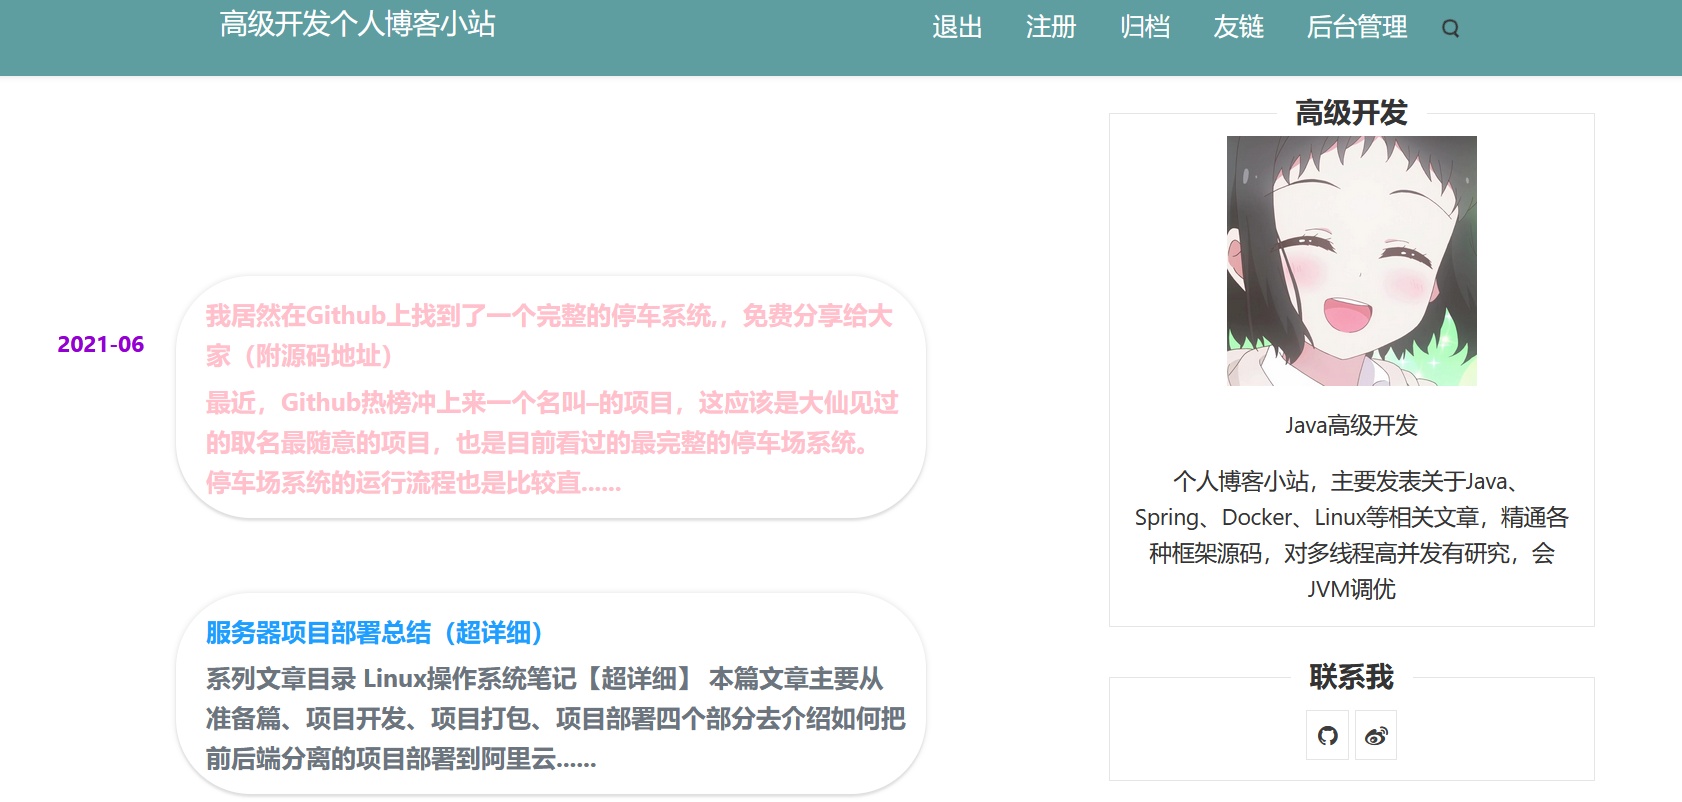 高级开发个人博客小站
退出 注册 归档 友链 后台管理
2021-06
我居然在Github上找到了一个完整的停车系统,，免费分享给大
家（附源码地址）
最近，Github热榜冲上来一个名叫–的项目，这应该是大仙见过
的取名最随意的项目，也是目前看过的最完整的停车场系统。
停车场系统的运行流程也是比较直......
服务器项目部署总结（超详细）
系列文章目录 Linux操作系统笔记【超详细】 本篇文章主要从
准备篇、项目开发、项目打包、项目部署四个部分去介绍如何把
前后端分离的项目部署到阿里云......
高级开发
Java高级开发
个人博客小站，主要发表关于Java、
Spring、Docker、Linux等相关文章，精通各
种框架源码，对多线程高并发有研究，会
JVM调优
联系我